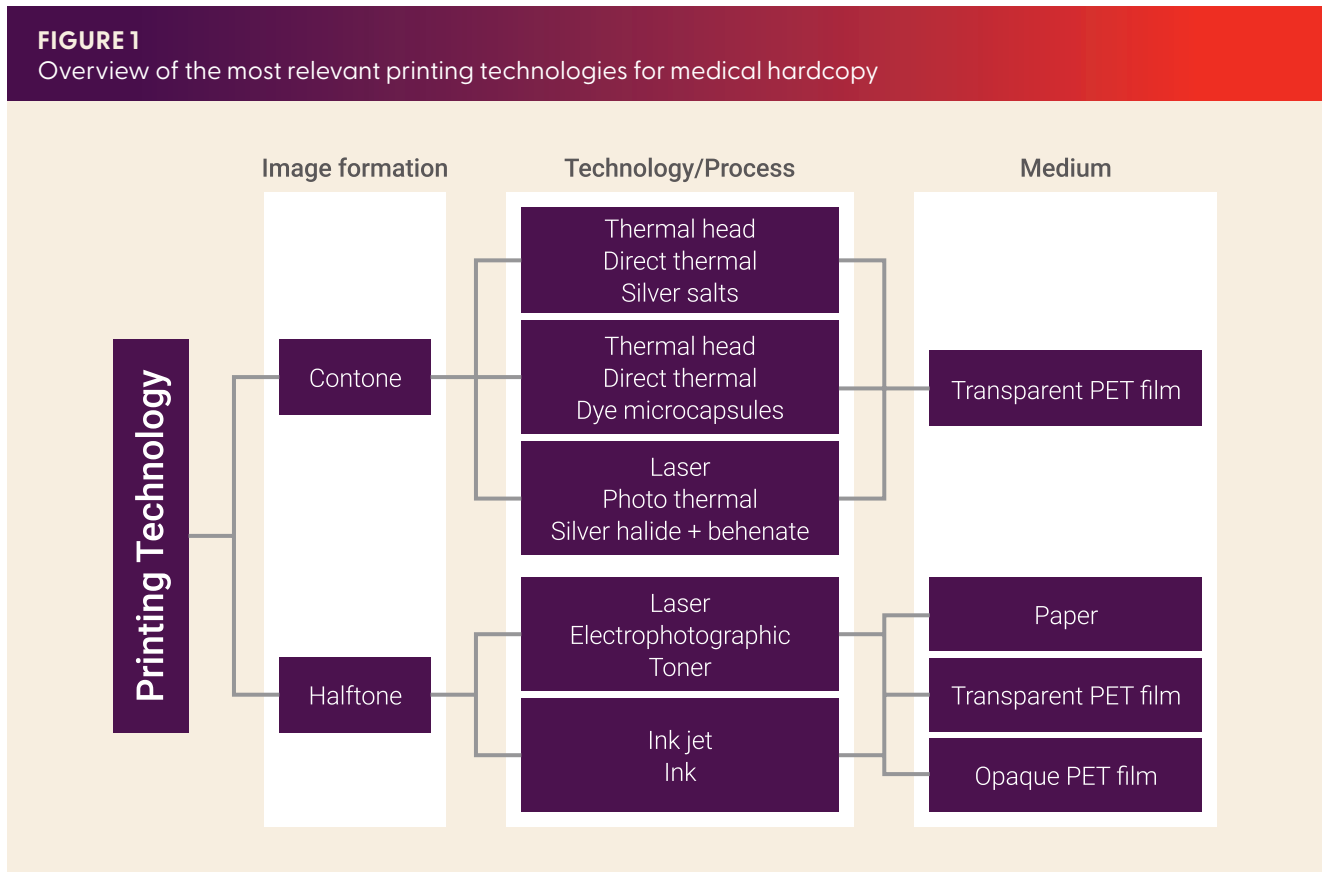 FIGURE 1
Overview of the most relevant printing technologies for medical hardcopy
Image formation
Technology/Process
Medium
Printing Technology
Contone
Halftone
Thermal head
Direct thermal
Silver salts
Thermal head
Direct thermal
Dye microcapsules
Laser
Photo thermal
Silver halide + behenate
Laser
Electrophotographic
Toner
Ink jet
Ink
Transparent PET film
Paper
Transparent PET film
Opaque PET film